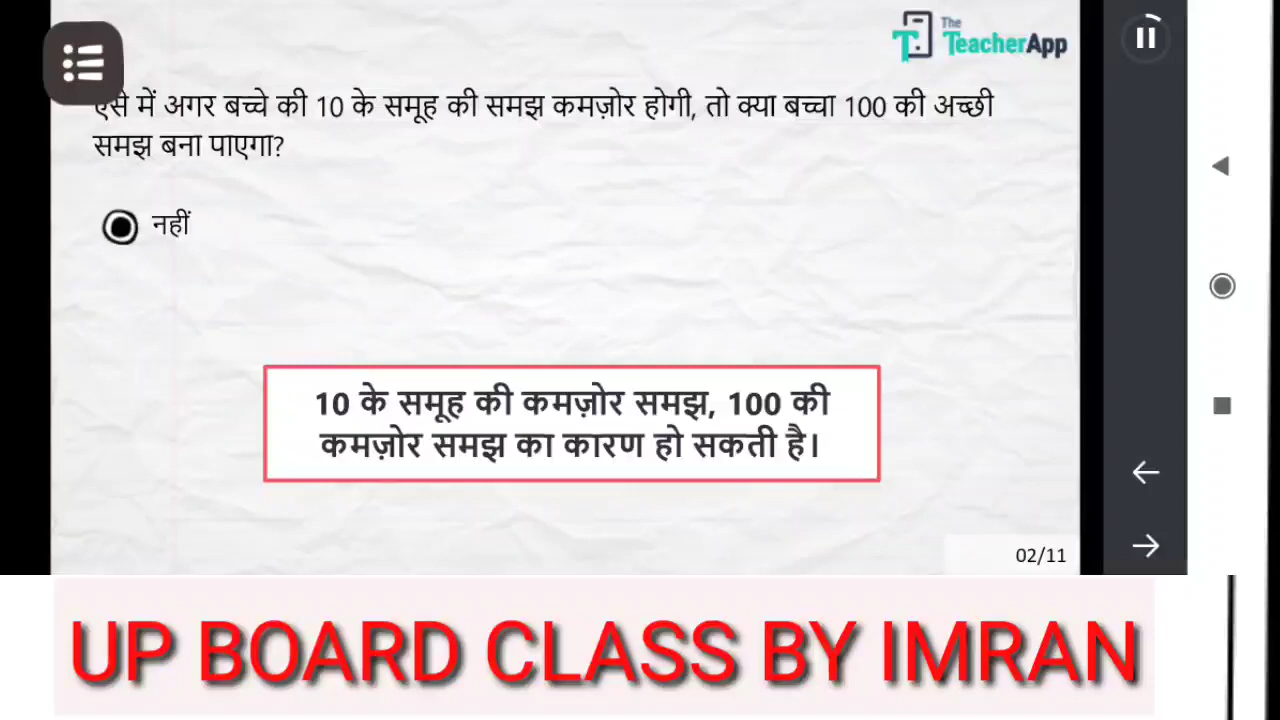 The
TeacherApp
ऐसे में अगर बच्चे की 10 के समूह की समझ कमज़ोर होगी, तो क्या बच्चा 100 की अच्छी
समझ बना पाएगा?
नहीं
10 के समूह की कमज़ोर समझ, 100 की
कमज़ोर समझ का कारण हो सकती है।
02/11
UP BOARD CLASS BY IMRAN